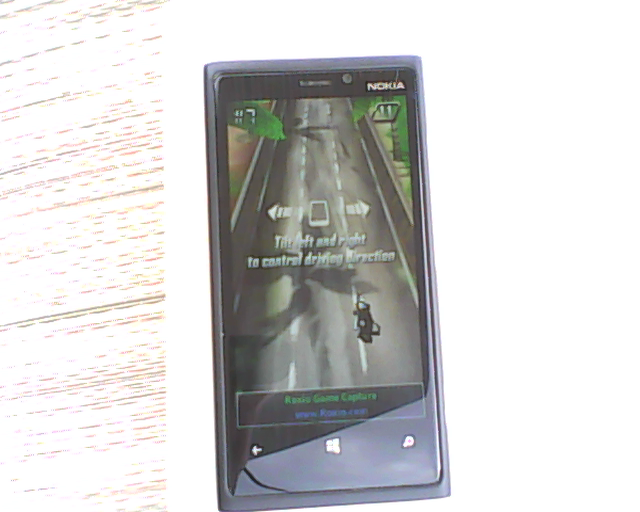 NOKIA
Tilt left and right
to control driving direction
Roxio Game Capture
www.Roxio.com